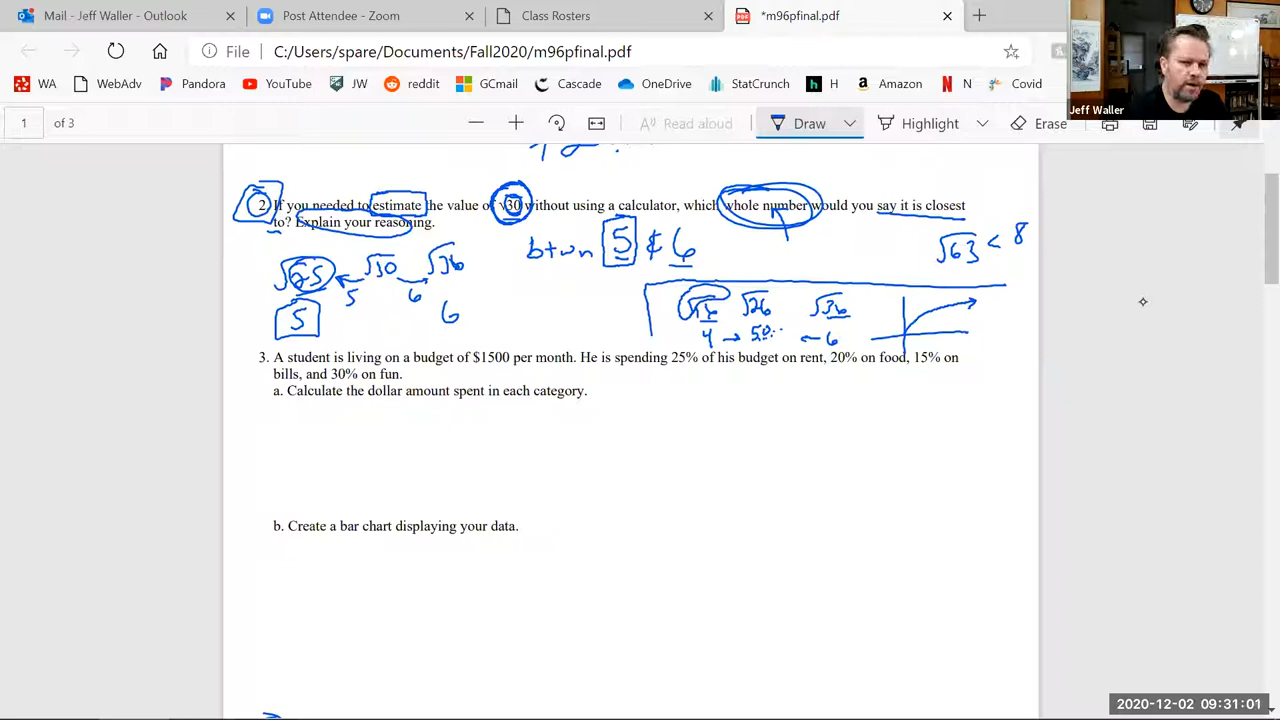 Mail - Jeff Waller - Outlook
Post Attendee - Zoom
Class Rosters
*m96pfinal.pdf
File
C:/Users/spare/Documents/Fall2020/m96pfinal.pdf
WA
WebAdv
Pandora
YouTube
JW
reddit
GCmail
Cascade
OneDrive
StatCrunch
H
Amazon
N
Covid
Jeff Waller
1 of 3
Read aloud
Draw
Highlight
Erase
2. If you needed to estimate the value of √30 without using a calculator, which whole number would you say it is closest
to? Explain your reasoning.
btwn 5 & 6
√63 < 8
√25 √30 √36
5 6
5 6
√16 √26 √36
4 → 5.0.. ← 6
3. A student is living on a budget of $1500 per month. He is spending 25% of his budget on rent, 20% on food, 15% on
bills, and 30% on fun.
a. Calculate the dollar amount spent in each category.
b. Create a bar chart displaying your data.
2020-12-02 09:31:01